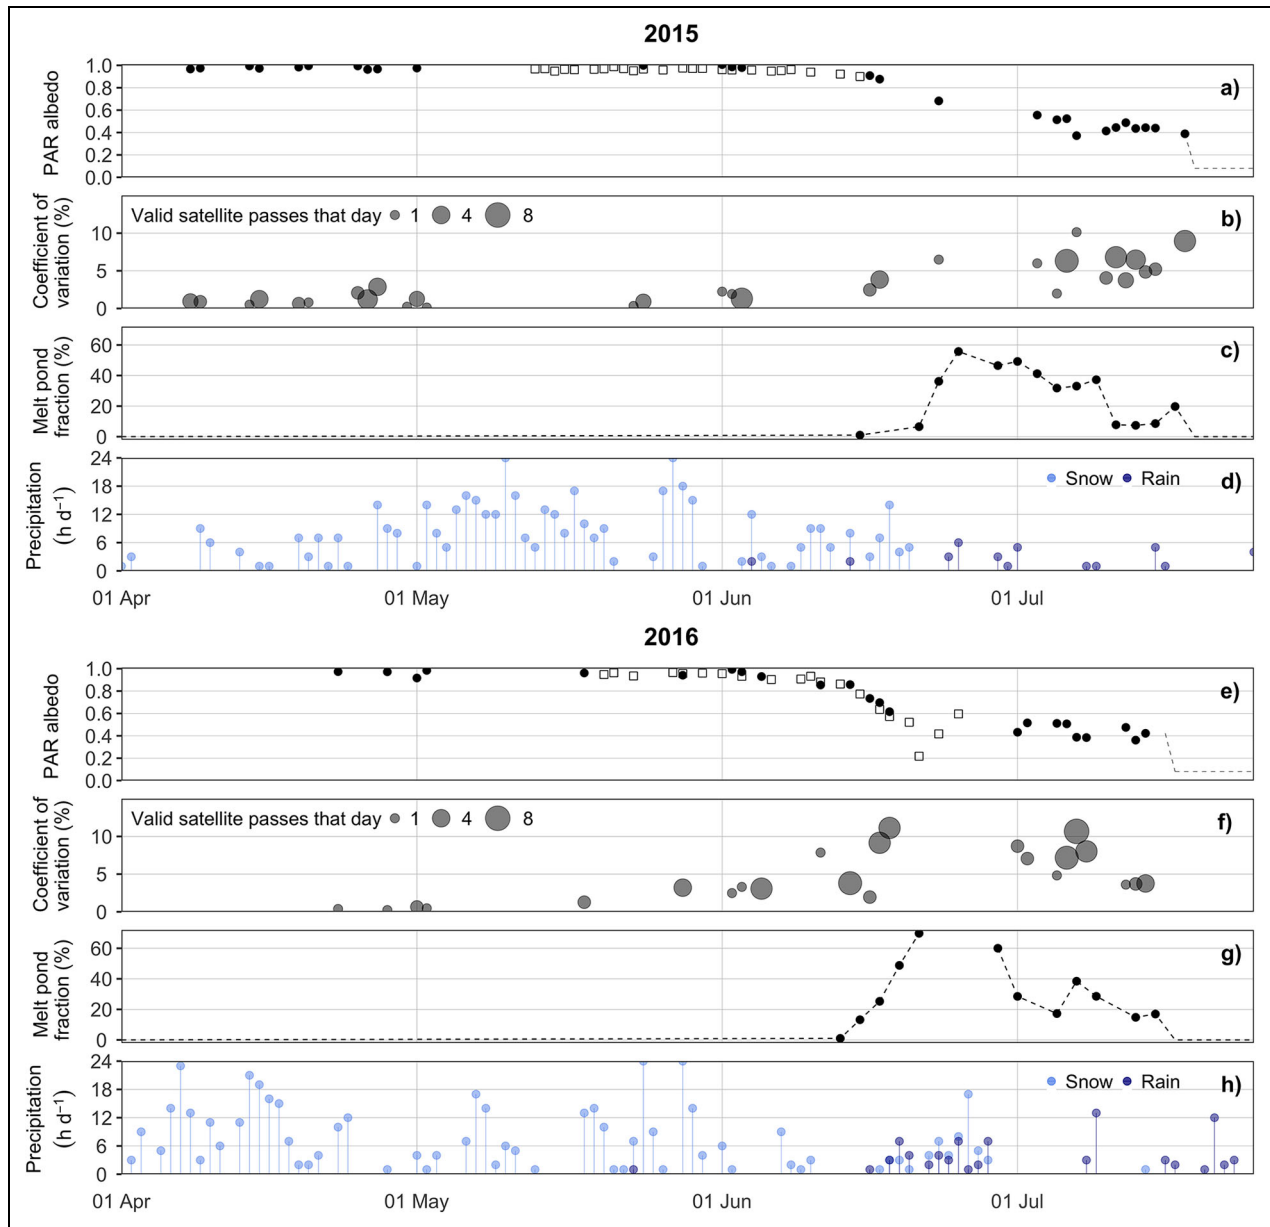 2015
PAR albedo
1.0
0.8
0.6
0.4
0.2
0.0
a)
Coefficient of
variation (%)
10
5
0
Valid satellite passes that day 1 4 8
b)
Melt pond
fraction (%)
60
40
20
0
c)
Precipitation
(h d⁻¹)
24
18
12
6
0
Snow Rain
d)
01 Apr 01 May 01 Jun 01 Jul
2016
PAR albedo
1.0
0.8
0.6
0.4
0.2
0.0
e)
Coefficient of
variation (%)
10
5
0
Valid satellite passes that day 1 4 8
f)
Melt pond
fraction (%)
60
40
20
0
g)
Precipitation
(h d⁻¹)
24
18
12
6
0
Snow Rain
h)
01 Apr 01 May 01 Jun 01 Jul